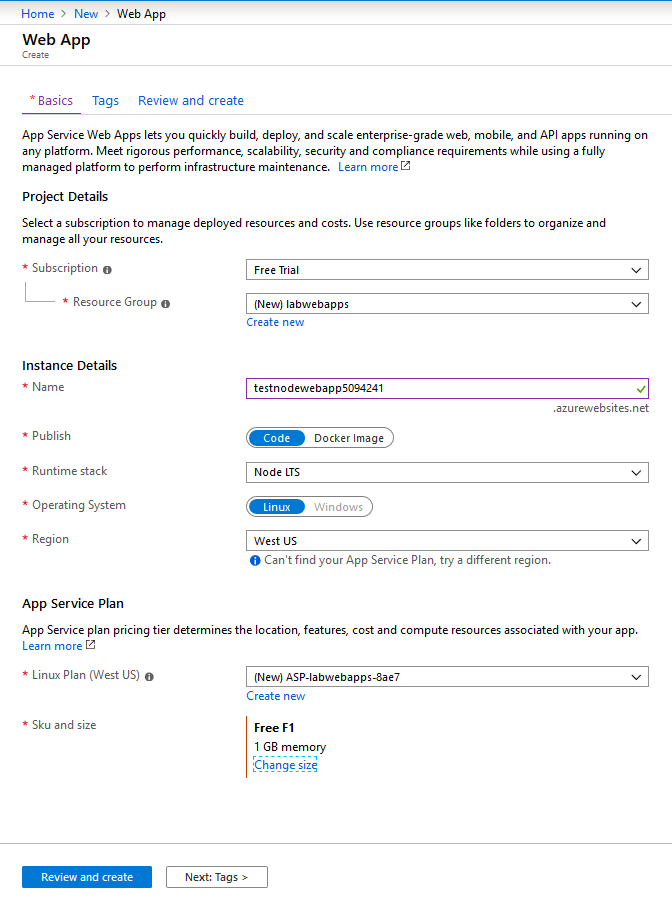 Home > New > Web App
Web App
Create
* Basics Tags Review and create
App Service Web Apps lets you quickly build, deploy, and scale enterprise-grade web, mobile, and API apps running on
any platform. Meet rigorous performance, scalability, security and compliance requirements while using a fully
managed platform to perform infrastructure maintenance. Learn more
Project Details
Select a subscription to manage deployed resources and costs. Use resource groups like folders to organize and
manage all your resources.
* Subscription Free Trial
* Resource Group (New) labwebapps
Create new
Instance Details
* Name testnodewebapp5094241
.azurewebsites.net
* Publish Code Docker Image
* Runtime stack Node LTS
* Operating System Linux Windows
* Region West US
Can't find your App Service Plan, try a different region.
App Service Plan
App Service plan pricing tier determines the location, features, cost and compute resources associated with your app.
Learn more
* Linux Plan (West US) (New) ASP-labwebapps-8ae7
Create new
* Sku and size Free F1
1 GB memory
Change size
Review and create Next: Tags >